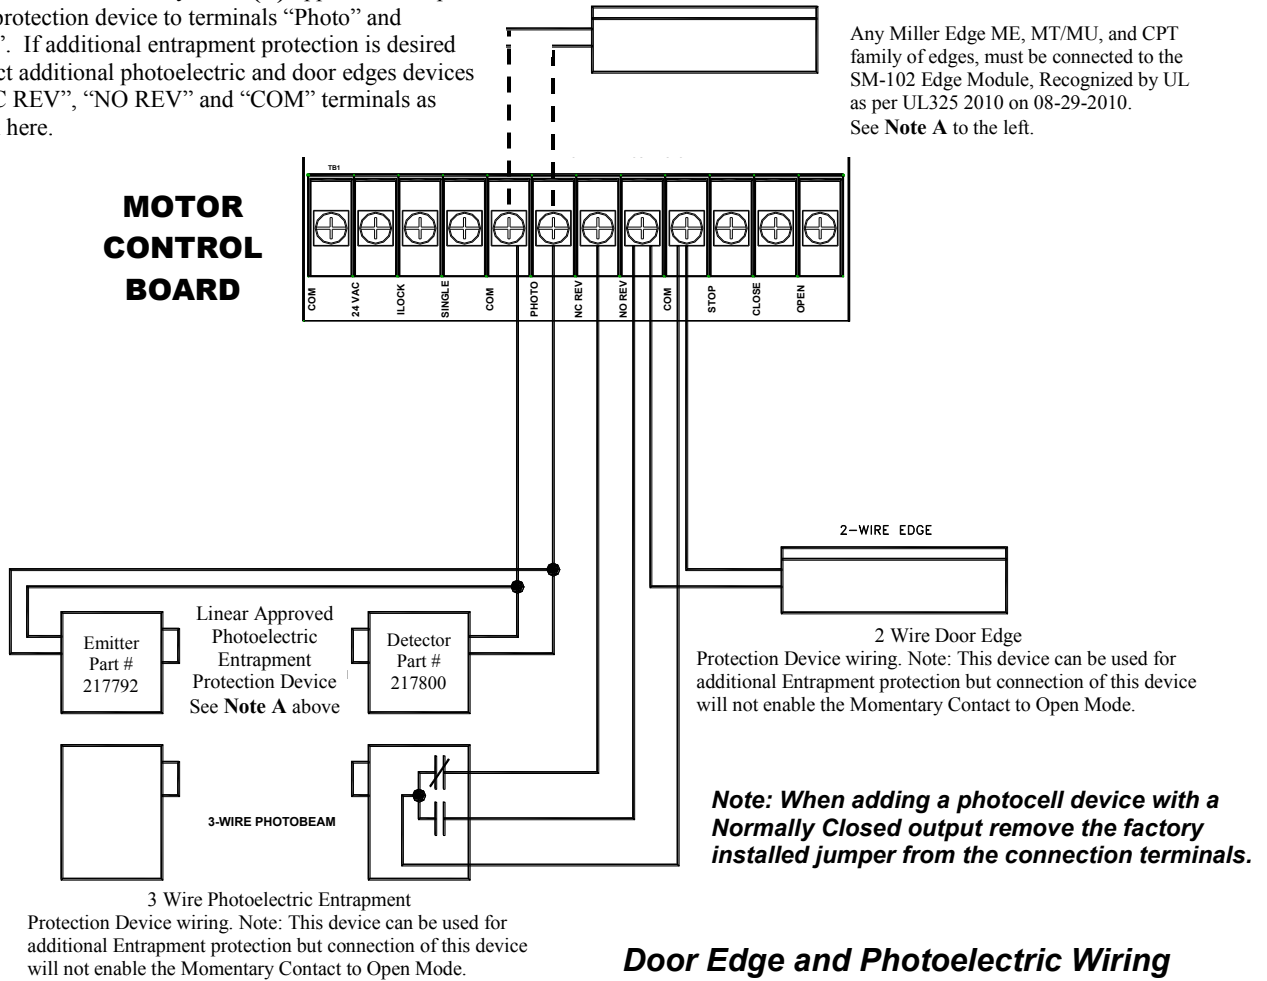 protection device to terminals “Photo” and
”. If additional entrapment protection is desired
ct additional photoelectric and door edges devices
C REV”, “NO REV” and “COM” terminals as
here.
Any Miller Edge ME, MT/MU, and CPT
family of edges, must be connected to the
SM-102 Edge Module, Recognized by UL
as per UL325 2010 on 08-29-2010.
See Note A to the left.
MOTOR
CONTROL
BOARD
TB1
COM
24 VAC
ILOCK
SINGLE
COM
PHOTO
NC REV
NO REV
COM
STOP
CLOSE
OPEN
2-WIRE EDGE
2 Wire Door Edge
Protection Device wiring. Note: This device can be used for
additional Entrapment protection but connection of this device
will not enable the Momentary Contact to Open Mode.
Emitter
Part #
217792
Linear Approved
Photoelectric
Entrapment
Protection Device
See Note A above
Detector
Part #
217800
3-WIRE PHOTOBEAM
3 Wire Photoelectric Entrapment
Protection Device wiring. Note: This device can be used for
additional Entrapment protection but connection of this device
will not enable the Momentary Contact to Open Mode.
Note: When adding a photocell device with a
Normally Closed output remove the factory
installed jumper from the connection terminals.
Door Edge and Photoelectric Wiring